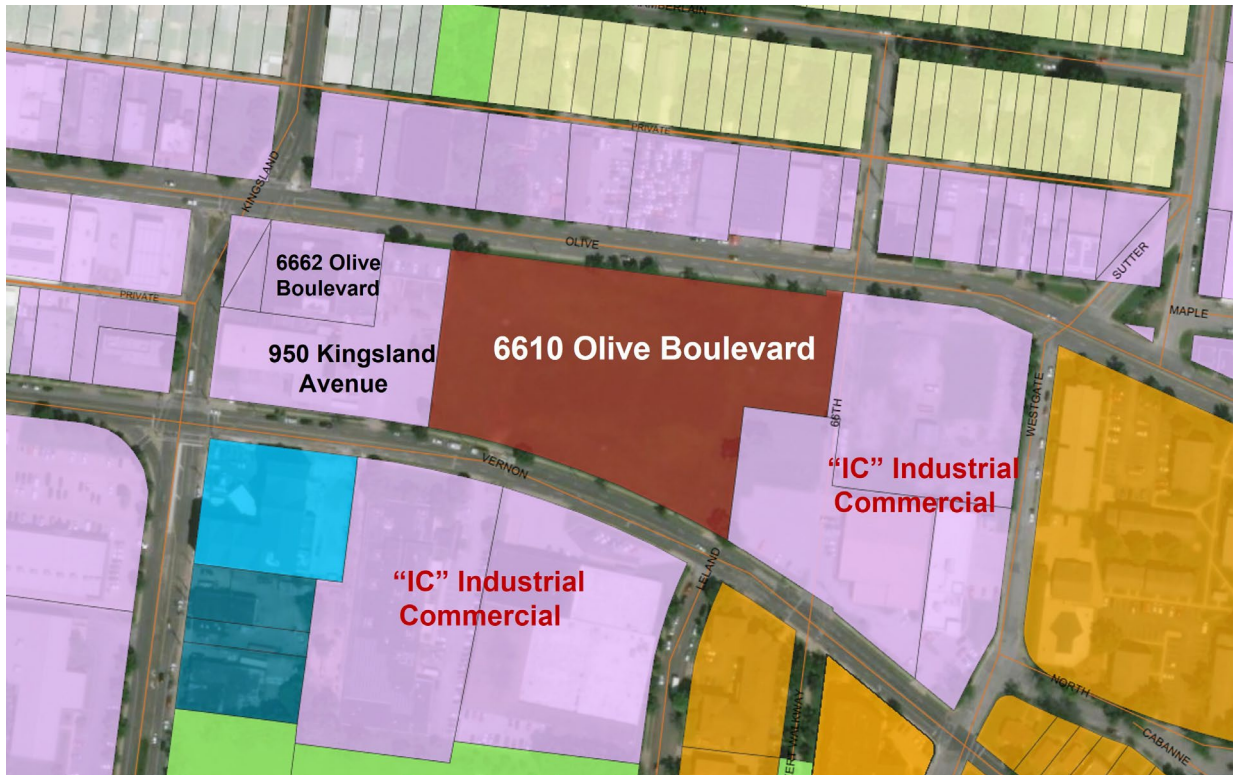 KINGSLAND
PRIVATE
OLIVE
SUTTER
6662 Olive
Boulevard
PRIVATE
MAPLE
950 Kingsland
Avenue
6610 Olive Boulevard
66TH
WESTGATE
VERNON
“IC” Industrial
Commercial
“IC” Industrial
Commercial
LELAND
NORTH
CABANNE
WALKWAY